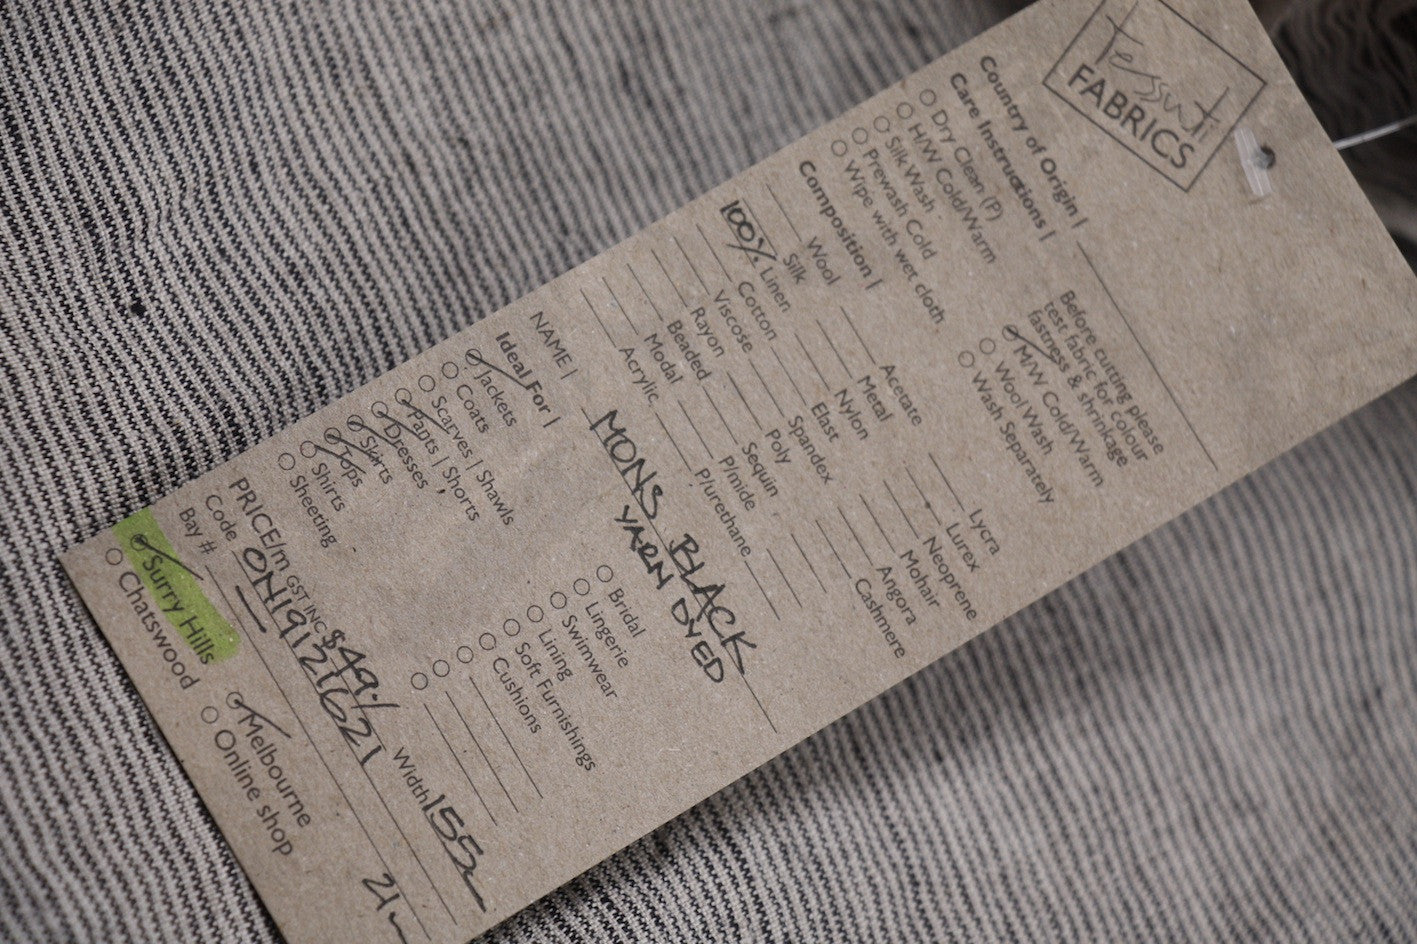 Tessuti
FABRICS
Country of Origin |
Care Instructions |
Dry Clean (P)
H/W Cold/Warm
Silk Wash
Prewash Cold
Wipe with wet cloth
Before cutting please
test fabric for colour
fastness & shrinkage
M/W Cold/Warm
Wool Wash
Wash Separately
Composition |
Wool
Silk
100% Linen
Cotton
Viscose
Rayon
Beaded
Modal
Acrylic
Acetate
Metal
Nylon
Elast
Spandex
Poly
Sequin
P/mide
P/urethane
Lycra
Lurex
Neoprene
Mohair
Angora
Cashmere
NAME |
MONS BLACK
YARN DYED
Ideal For |
Jackets
Coats
Scarves | Shawls
Pants | Shorts
Dresses
Skirts
Tops
Shirts
Sheeting
Bridal
Lingerie
Swimwear
Lining
Soft Furnishings
Cushions
PRICE/m GST INC $49./. Width 155
Code ON19121621
Bay # 21
Surry Hills
Chatswood
Melbourne
Online shop